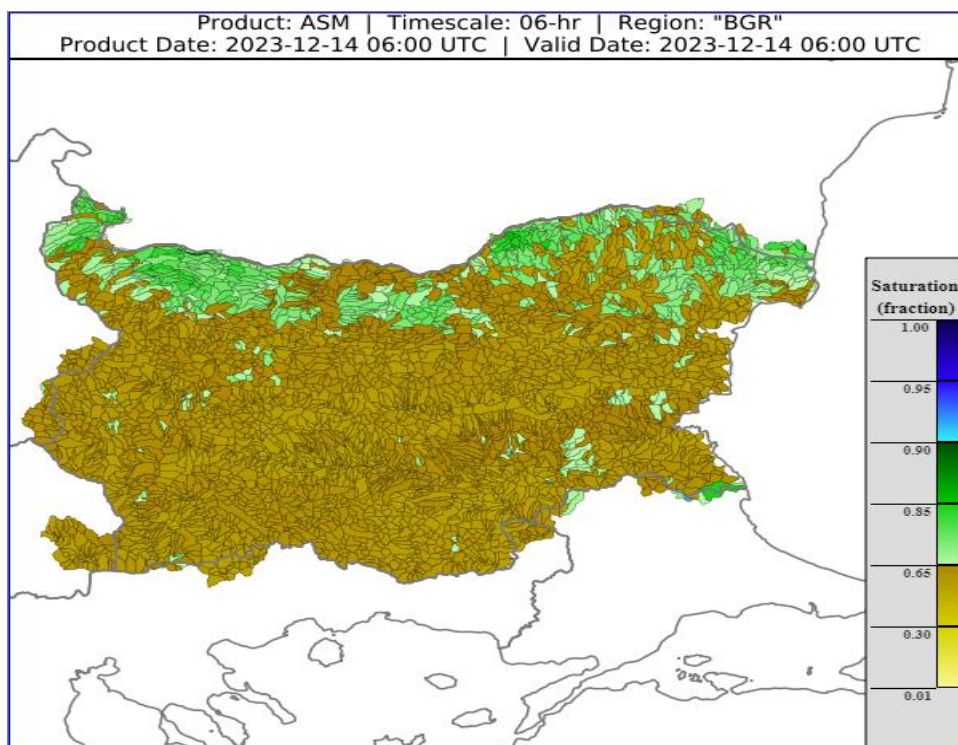 Product: ASM | Timescale: 06-hr | Region: "BGR"
Product Date: 2023-12-14 06:00 UTC | Valid Date: 2023-12-14 06:00 UTC
Saturation
(fraction)
1.00
0.95
0.90
0.85
0.65
0.30
0.01